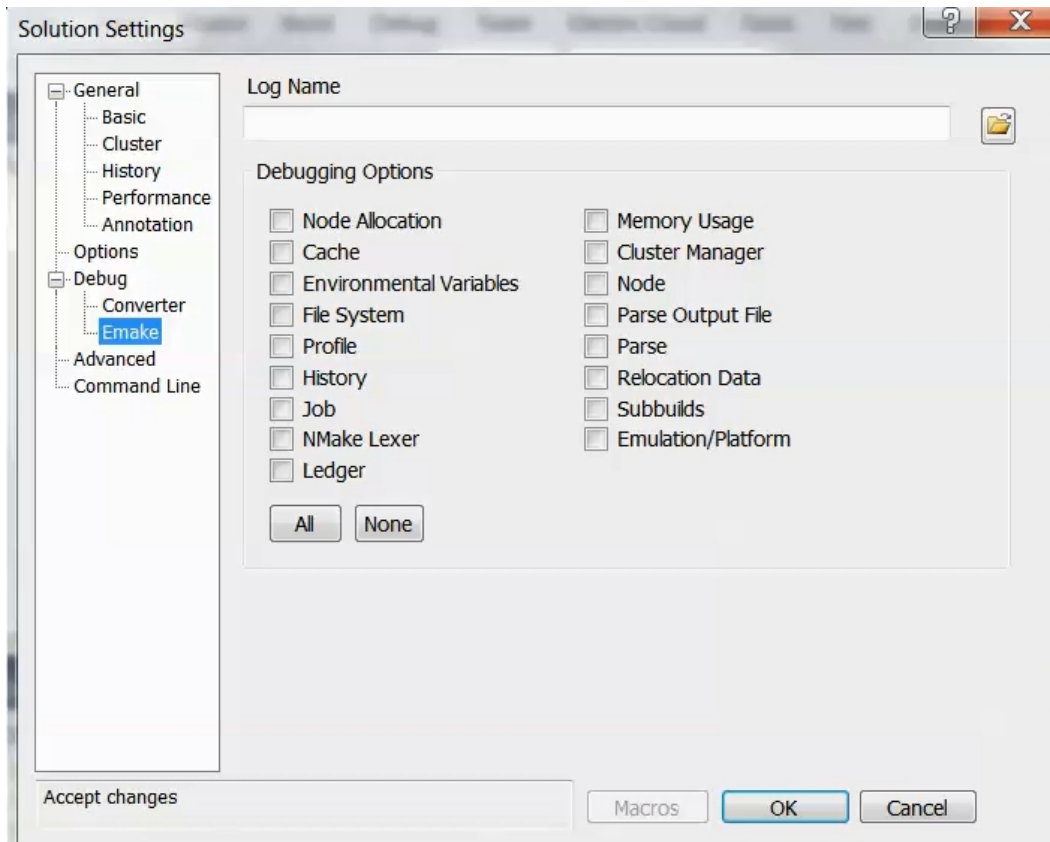 Solution Settings
General
Basic
Cluster
History
Performance
Annotation
Options
Debug
Converter
Emake
Advanced
Command Line
Log Name
Debugging Options
Node Allocation
Cache
Environmental Variables
File System
Profile
History
Job
NMake Lexer
Ledger
Memory Usage
Cluster Manager
Node
Parse Output File
Parse
Relocation Data
Subbuilds
Emulation/Platform
All
None
Accept changes
Macros
OK
Cancel